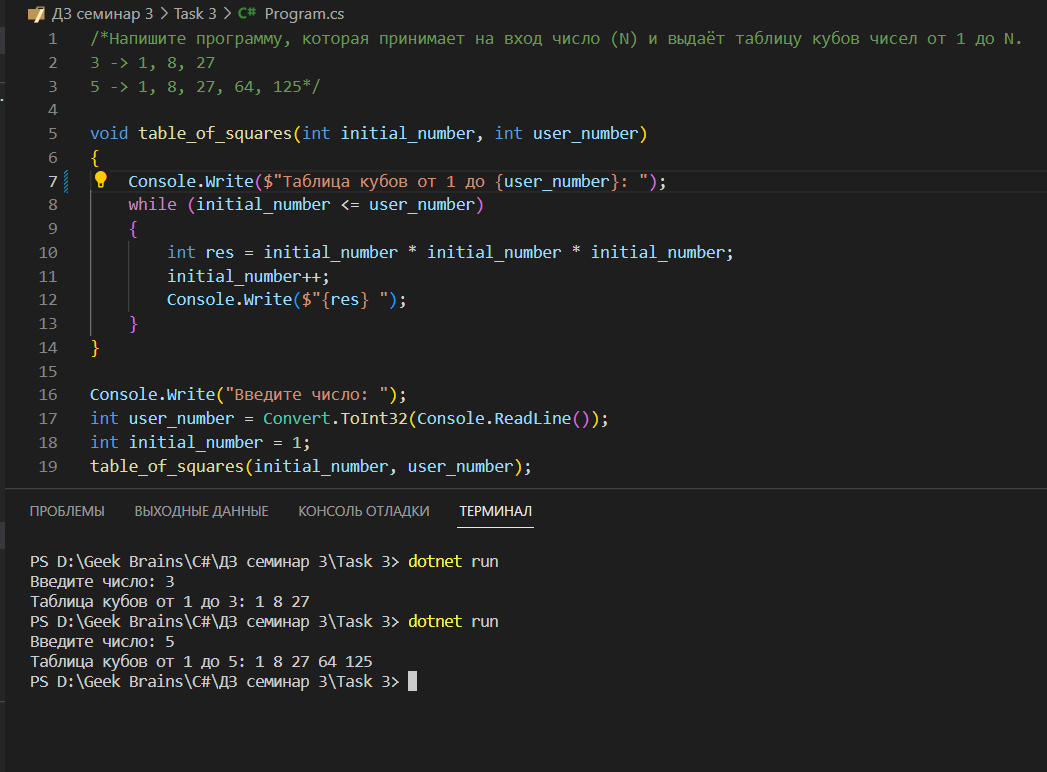 ДЗ семинар 3 > Task 3 > C# Program.cs
1 /*Напишите программу, которая принимает на вход число (N) и выдаёт таблицу кубов чисел от 1 до N.
2 3 -> 1, 8, 27
3 5 -> 1, 8, 27, 64, 125*/
4
5 void table_of_squares(int initial_number, int user_number)
6 {
7     Console.Write($"Таблица кубов от 1 до {user_number}: ");
8     while (initial_number <= user_number)
9     {
10         int res = initial_number * initial_number * initial_number;
11         initial_number++;
12         Console.Write($"{res} ");
13     }
14 }
15
16 Console.Write("Введите число: ");
17 int user_number = Convert.ToInt32(Console.ReadLine());
18 int initial_number = 1;
19 table_of_squares(initial_number, user_number);
ПРОБЛЕМЫ ВЫХОДНЫЕ ДАННЫЕ КОНСОЛЬ ОТЛАДКИ ТЕРМИНАЛ
PS D:\Geek Brains\C#\ДЗ семинар 3\Task 3> dotnet run
Введите число: 3
Таблица кубов от 1 до 3: 1 8 27
PS D:\Geek Brains\C#\ДЗ семинар 3\Task 3> dotnet run
Введите число: 5
Таблица кубов от 1 до 5: 1 8 27 64 125
PS D:\Geek Brains\C#\ДЗ семинар 3\Task 3>